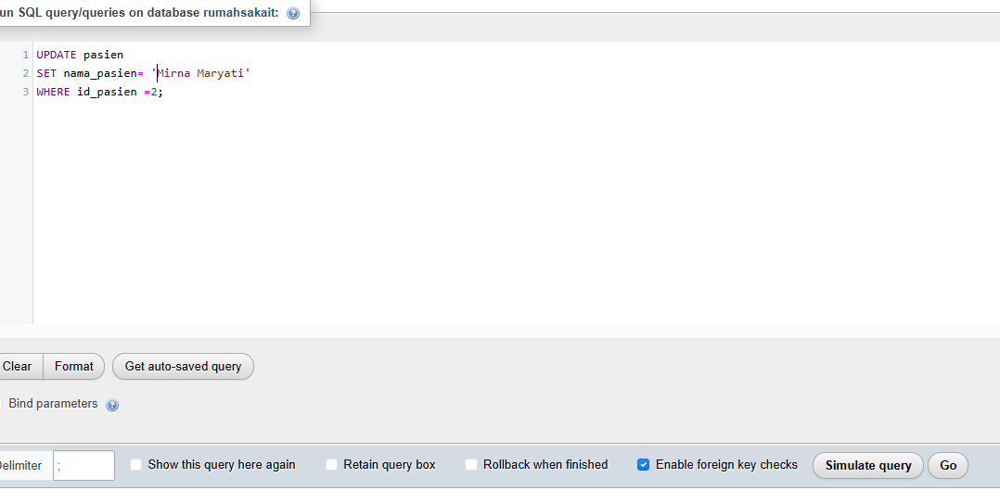 un SQL query/queries on database rumahsakait:
1 UPDATE pasien
2 SET nama_pasien= 'Mirna Maryati'
3 WHERE id_pasien =2;
Clear Format Get auto-saved query
Bind parameters
Delimiter ; Show this query here again Retain query box Rollback when finished Enable foreign key checks Simulate query Go